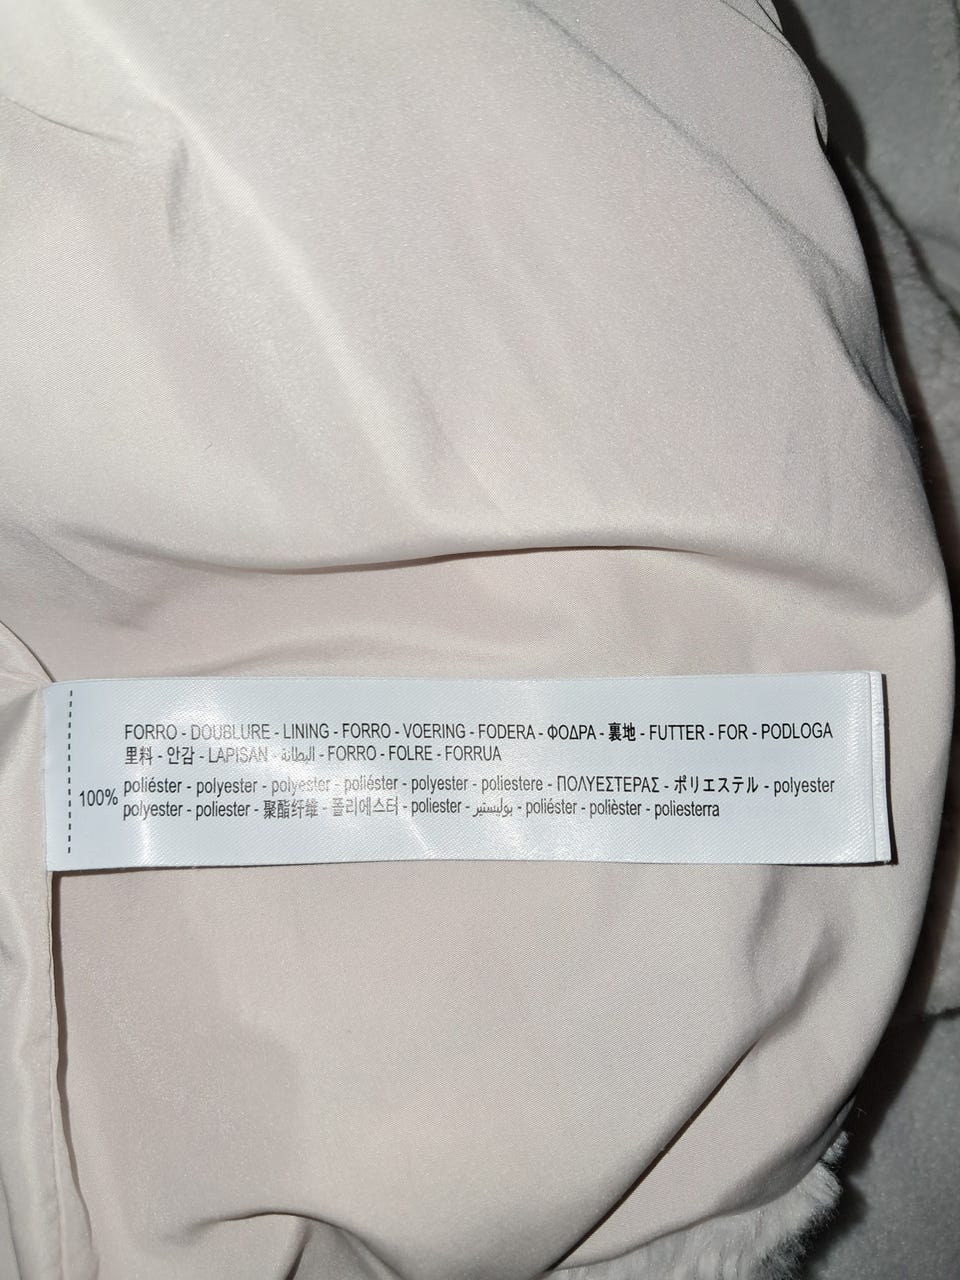 FORRO - DOUBLURE - LINING - FORRO - VOERING - FODERA - ΦΟΔΡΑ - 裏地 - FUTTER - FOR - PODLOGA
里料 - 안감 - LAPISAN - البطانة - FORRO - FOLRE - FORRUA
100% poliéster - polyester - polyester - poliéster - polyester - poliestere - ΠΟΛΥΕΣΤΕΡΑΣ - ポリエステル - polyester
polyester - poliester - 聚酯纤维 - 폴리에스터 - poliester - بوليستير - poliéster - polièster - poliesterra